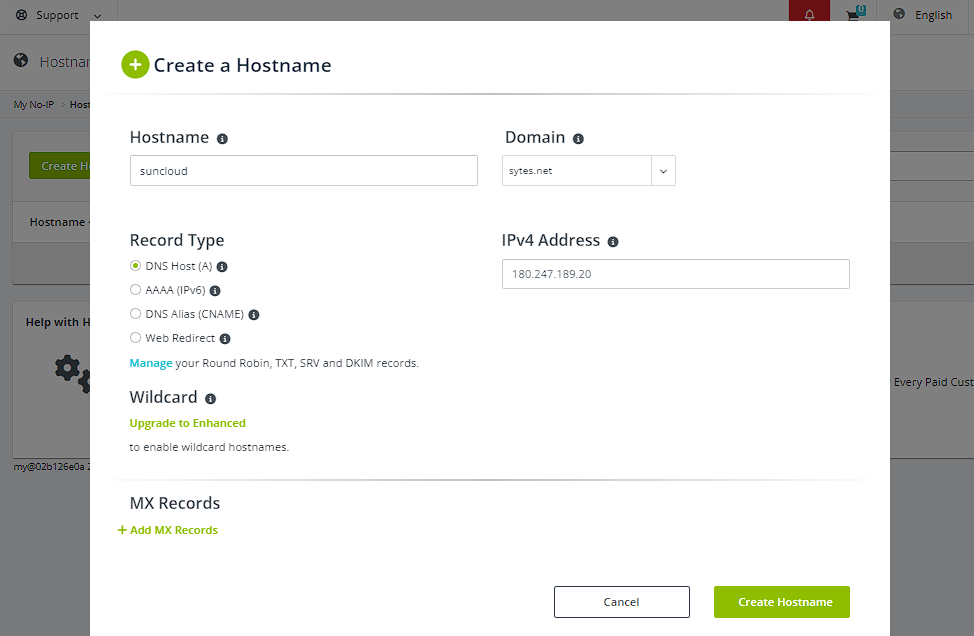 Support
0
English
Hostnam
My No-IP > Host
Create a Hostname
Create H
Hostname
Hostname
Domain
suncloud
sytes.net
Record Type
IPv4 Address
DNS Host (A)
180.247.189.20
AAAA (IPv6)
DNS Alias (CNAME)
Web Redirect
Manage your Round Robin, TXT, SRV and DKIM records.
Help with H
Every Paid Cust
Wildcard
Upgrade to Enhanced
to enable wildcard hostnames.
my@02b126e0a 2
MX Records
+ Add MX Records
Cancel
Create Hostname